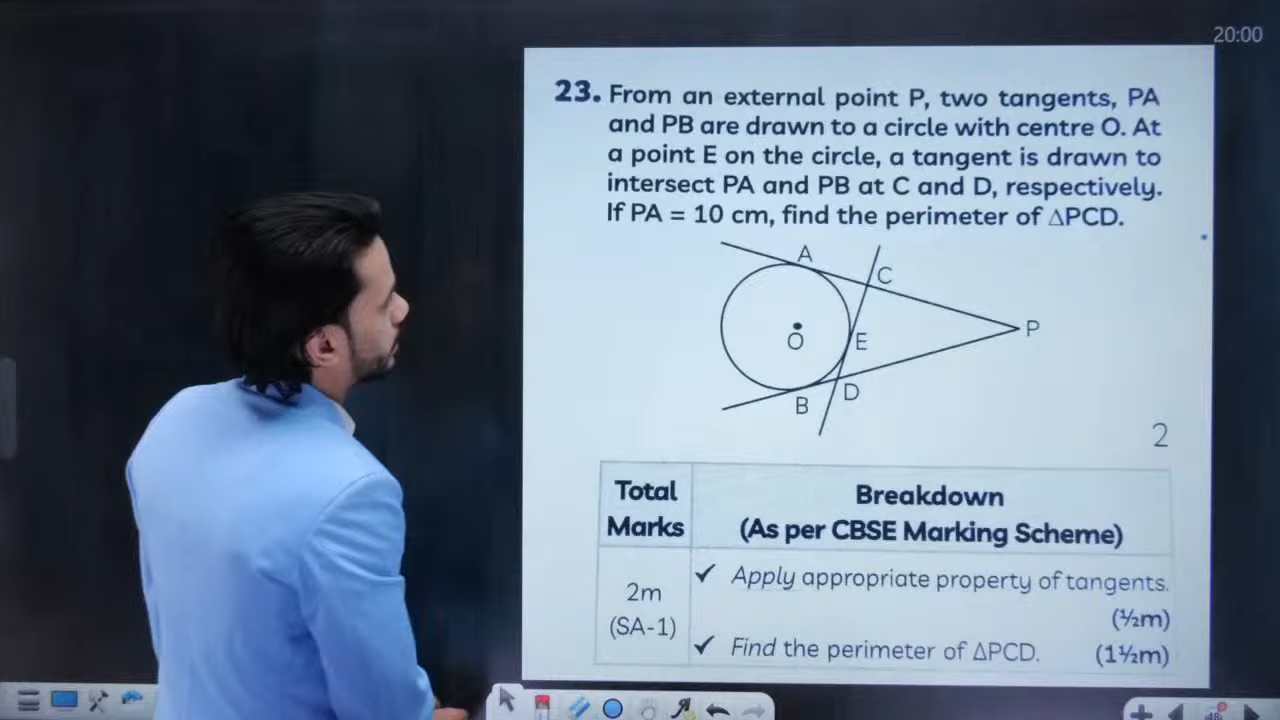 20:00
23. From an external point P, two tangents, PA
and PB are drawn to a circle with centre O. At
a point E on the circle, a tangent is drawn to
intersect PA and PB at C and D, respectively.
If PA = 10 cm, find the perimeter of ΔPCD.
A
C
O
E
P
B
D
2
Total
Marks
Breakdown
(As per CBSE Marking Scheme)
2m
(SA-1)
✓ Apply appropriate property of tangents.
(½m)
✓ Find the perimeter of ΔPCD. (1½m)